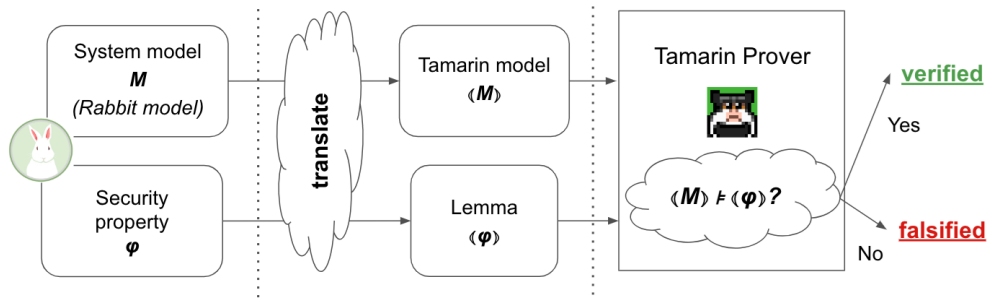 System model
M
(Rabbit model)
Security
property
φ
translate
Tamarin model
⦅M⦆
Lemma
⦅φ⦆
Tamarin Prover
⦅M⦆ ⊧ ⦅φ⦆?
verified
Yes
falsified
No